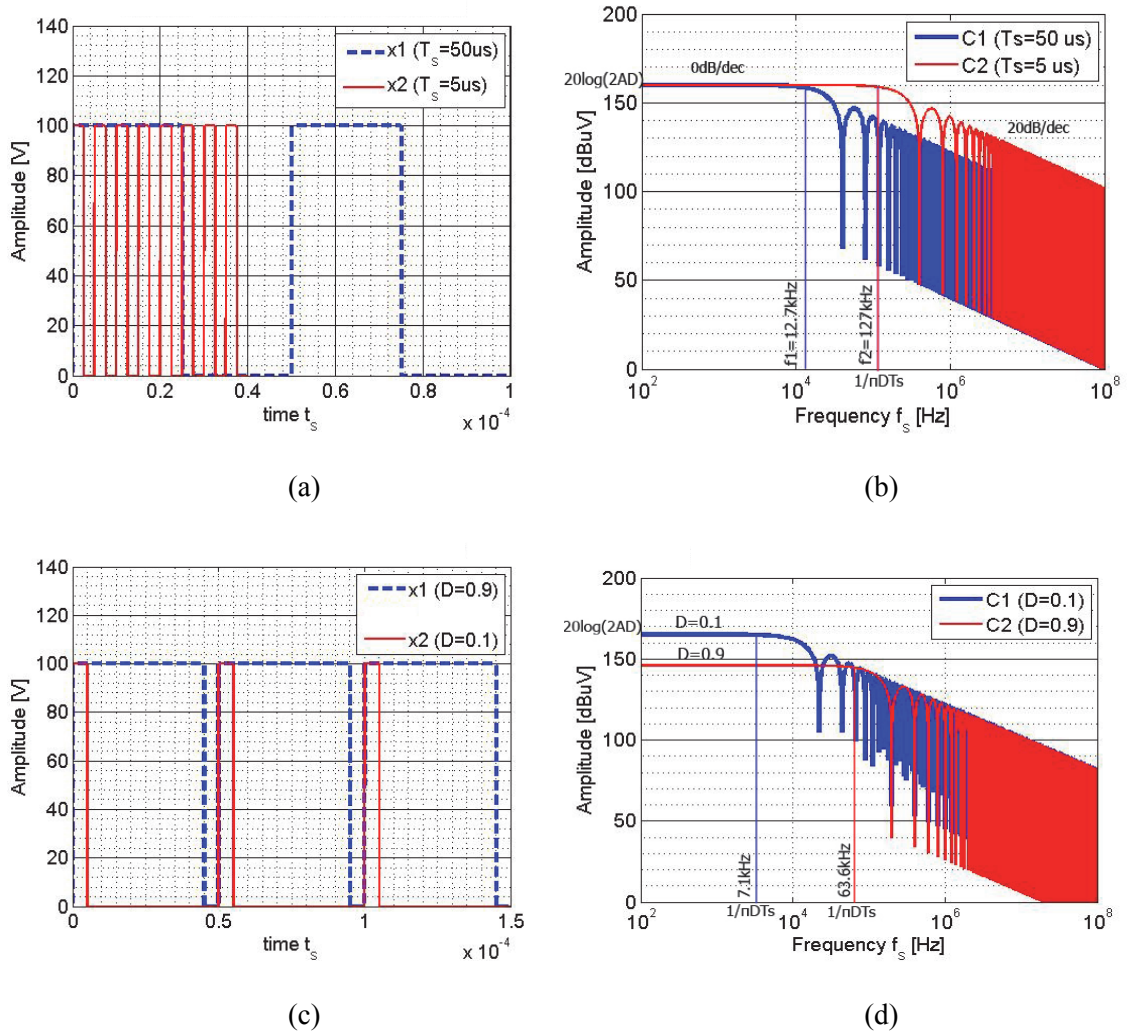 140
120
100
80
60
40
20
0
Amplitude [V]
x1 (T_S=50us)
x2 (T_S=5us)
0 0.2 0.4 0.6 0.8 1
time t_s
x 10^-4
(a)
200
150
100
50
0
20log(2AD)
Amplitude [dBuV]
0dB/dec
C1 (Ts=50 us)
C2 (Ts=5 us)
20dB/dec
f1=12.7kHz
f2=127kHz
10^2 10^4 10^6 10^8
1/πDTs
Frequency f_s [Hz]
(b)
140
120
100
80
60
40
20
0
Amplitude [V]
x1 (D=0.9)
x2 (D=0.1)
0 0.5 1 1.5
time t_s
x 10^-4
(c)
200
150
100
50
0
20log(2AD)
Amplitude [dBuV]
D=0.1
D=0.9
C1 (D=0.1)
C2 (D=0.9)
7.1kHz
63.6kHz
10^2 10^4 10^6 10^8
1/πDTs 1/πDTs
Frequency f_s [Hz]
(d)